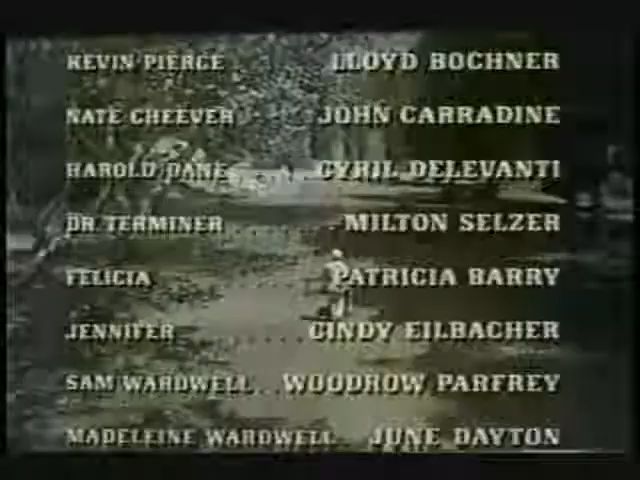 KEVIN PIERCE LLOYD BOCHNER
NATE CHEEVER JOHN CARRADINE
HAROLD DANE CYRIL DELEVANTI
DR. TERMINER ..... MILTON SELZER
FELICIA PATRICIA BARRY
JENNIFER ..... CINDY EILBACHER
SAM WARDWELL .. WOODROW PARFREY
MADELEINE WARDWELL .. JUNE DAYTON